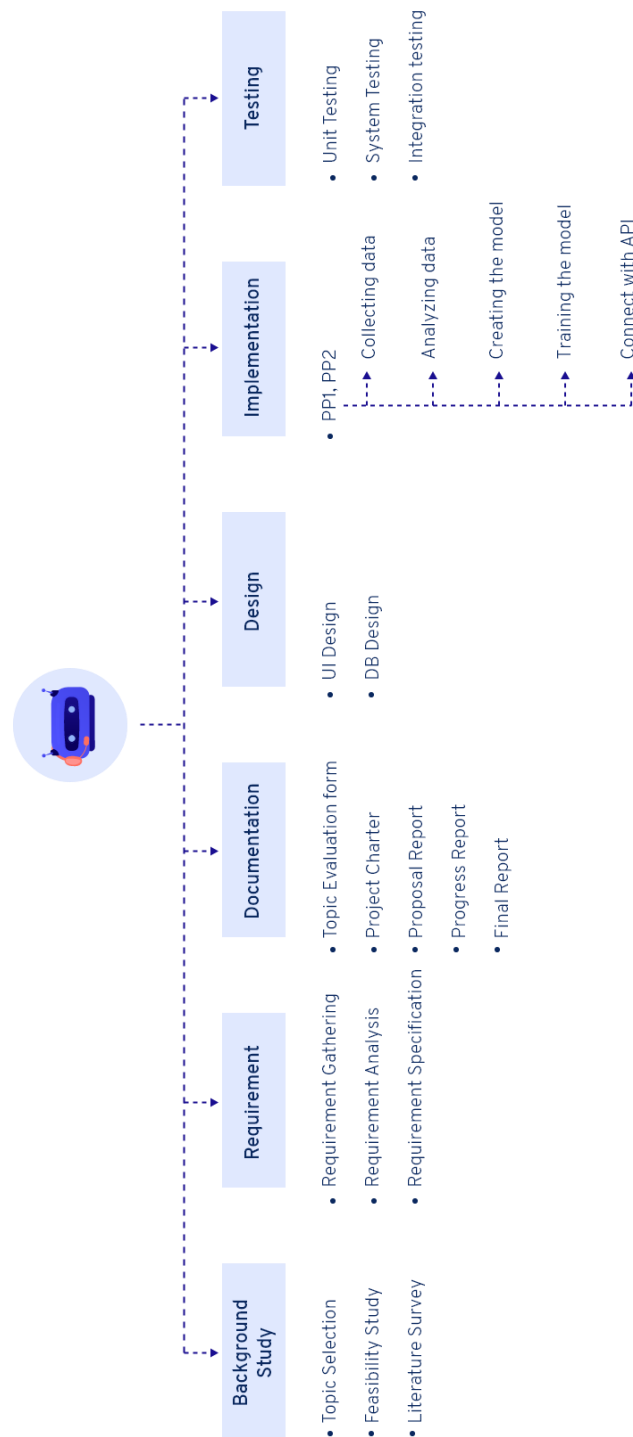 Background
Study
• Topic Selection
• Feasibility Study
• Literature Survey
Requirement
• Requirement Gathering
• Requirement Analysis
• Requirement Specification
Documentation
• Topic Evaluation form
• Project Charter
• Proposal Report
• Progress Report
• Final Report
Design
• UI Design
• DB Design
Implementation
• PP1, PP2
Collecting data
Analyzing data
Creating the model
Training the model
Connect with API
Testing
• Unit Testing
• System Testing
• Integration testing